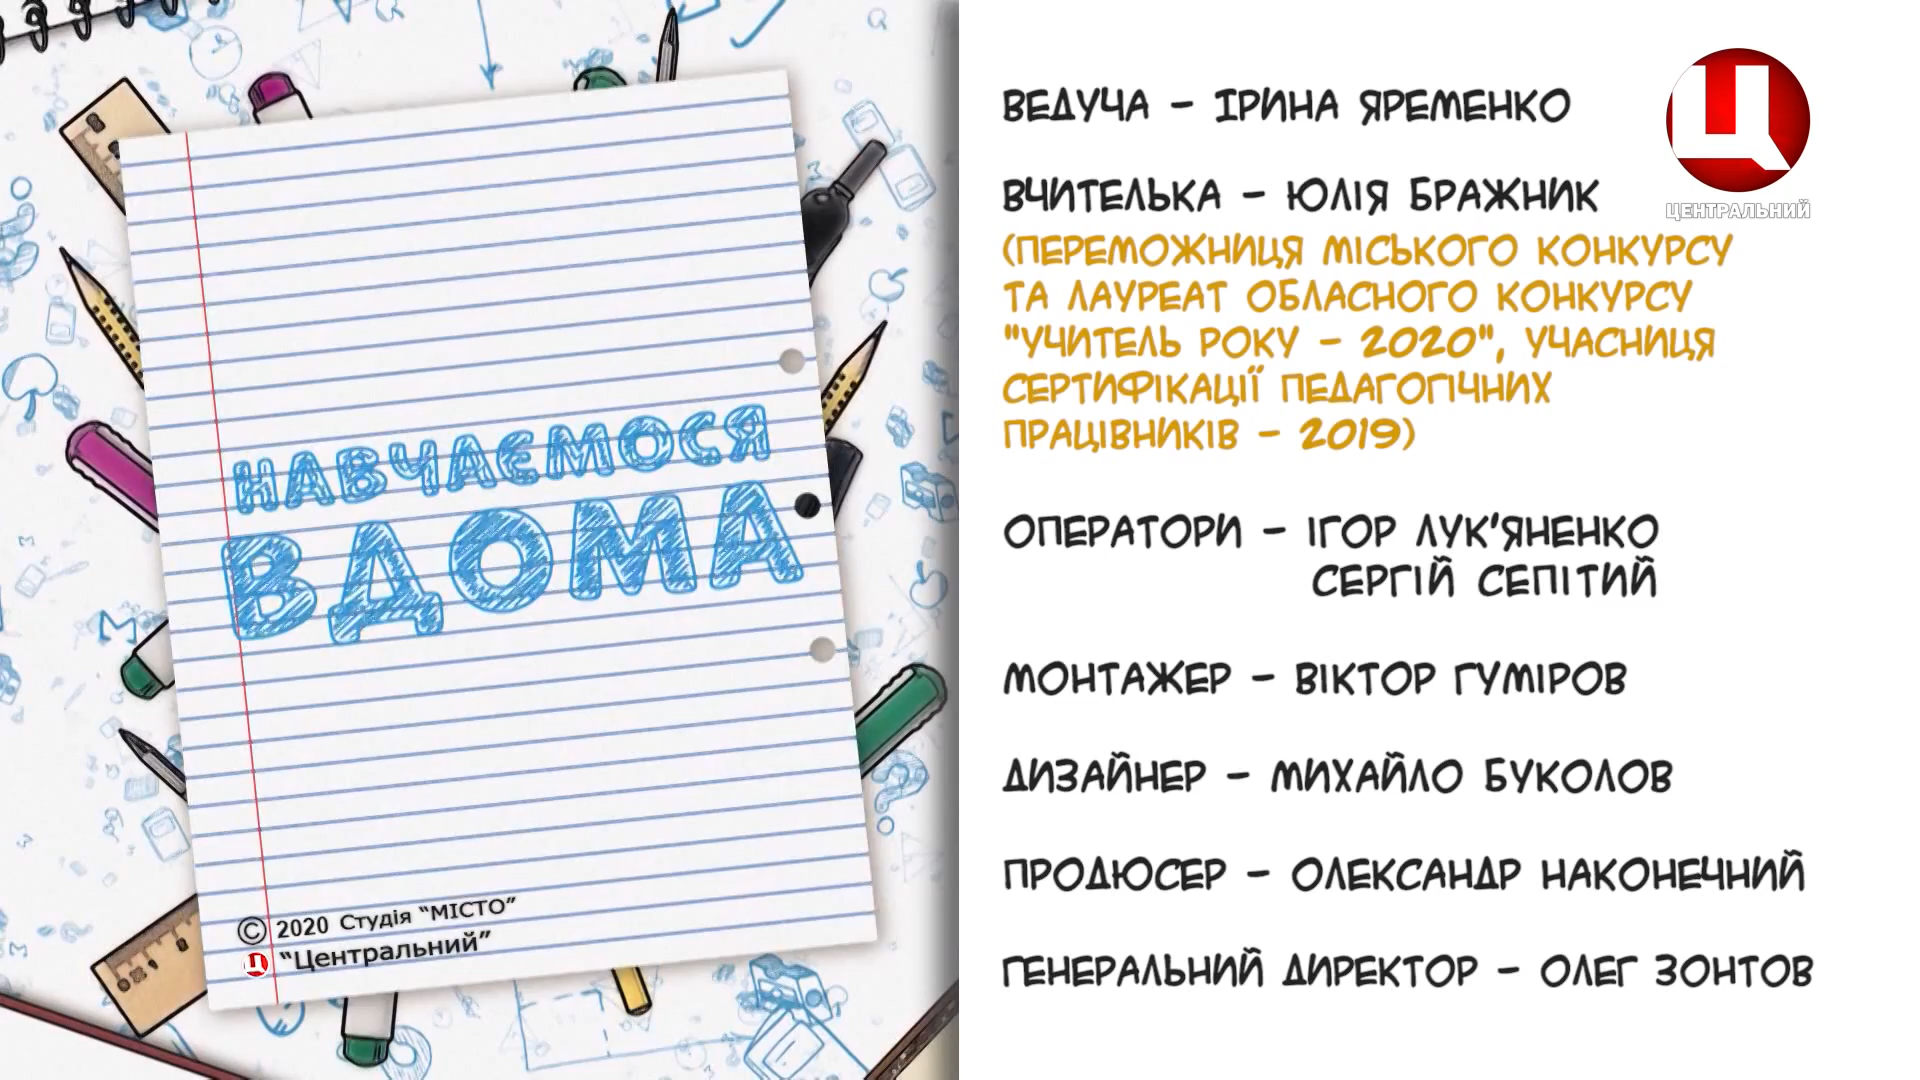 НАВЧАЄМОСЯ
ВДОМА
© 2020 Студія “МІСТО”
Ц “Центральний”
ВЕДУЧА – ІРИНА ЯРЕМЕНКО
Ц
ЦЕНТРАЛЬНИЙ
ВЧИТЕЛЬКА – ЮЛІЯ БРАЖНИК
(ПЕРЕМОЖНИЦЯ МІСЬКОГО КОНКУРСУ
ТА ЛАУРЕАТ ОБЛАСНОГО КОНКУРСУ
"УЧИТЕЛЬ РОКУ – 2020", УЧАСНИЦЯ
СЕРТИФІКАЦІЇ ПЕДАГОГІЧНИХ
ПРАЦІВНИКІВ – 2019)
ОПЕРАТОРИ – ІГОР ЛУК'ЯНЕНКО
СЕРГІЙ СЕПІТИЙ
МОНТАЖЕР – ВІКТОР ГУМІРОВ
ДИЗАЙНЕР – МИХАЙЛО БУКОЛОВ
ПРОДЮСЕР – ОЛЕКСАНДР НАКОНЕЧНИЙ
ГЕНЕРАЛЬНИЙ ДИРЕКТОР – ОЛЕГ ЗОНТОВ